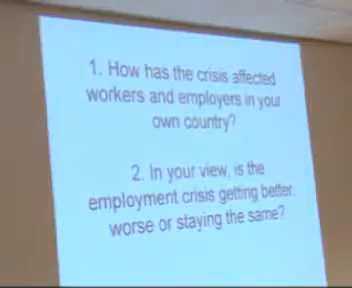 1. How has the crisis affected
workers and employers in your
own country?
2. In your view, is the
employment crisis getting better,
worse or staying the same?